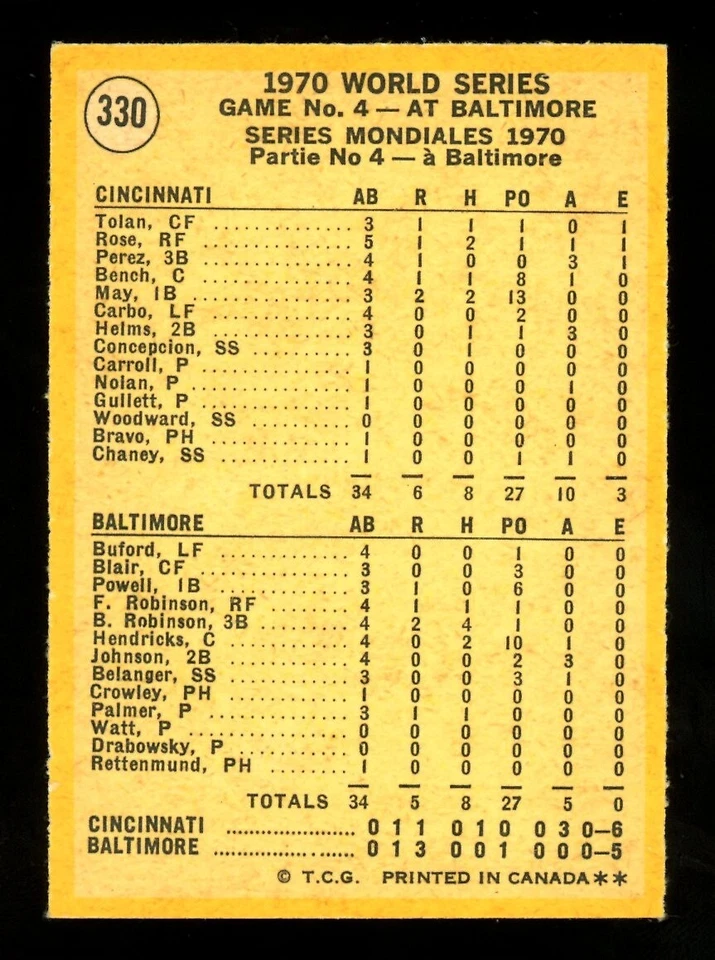 330
1970 WORLD SERIES
GAME No. 4 — AT BALTIMORE
SERIES MONDIALES 1970
Partie No 4 — à Baltimore
CINCINNATI AB R H PO A E
Tolan, CF .............. 3 1 1 1 0 1
Rose, RF .............. 5 1 2 1 1 1
Perez, 3B .............. 4 1 0 0 3 1
Bench, C .............. 4 1 1 8 1 0
May, 1B .............. 3 2 2 13 0 0
Carbo, LF .............. 4 0 0 2 0 0
Helms, 2B .............. 3 0 1 1 3 0
Concepcion, SS .......... 3 0 1 0 0 0
Carroll, P .............. 1 0 0 0 0 0
Nolan, P .............. 1 0 0 0 1 0
Gullett, P .............. 1 0 0 0 0 0
Woodward, SS .......... 0 0 0 0 0 0
Bravo, PH .............. 1 0 0 0 0 0
Chaney, SS .............. 1 0 0 1 1 0
TOTALS 34 6 8 27 10 3
BALTIMORE AB R H PO A E
Buford, LF .............. 4 0 0 1 0 0
Blair, CF .............. 3 0 0 3 0 0
Powell, 1B .............. 3 1 0 6 0 0
F. Robinson, RF ......... 4 1 1 1 0 0
B. Robinson, 3B ......... 4 2 4 1 0 0
Hendricks, C ............ 4 0 2 10 1 0
Johnson, 2B ............ 4 0 0 2 3 0
Belanger, SS ............ 3 0 0 3 1 0
Crowley, PH ............ 1 0 0 0 0 0
Palmer, P .............. 3 1 1 0 0 0
Watt, P .............. 0 0 0 0 0 0
Drabowsky, P ........... 0 0 0 0 0 0
Rettenmund, PH ........ 1 0 0 0 0 0
TOTALS 34 5 8 27 5 0
CINCINNATI ...................... 0 1 1 0 1 0 0 3 0—6
BALTIMORE ...................... 0 1 3 0 0 1 0 0 0—5
© T.C.G. PRINTED IN CANADA**